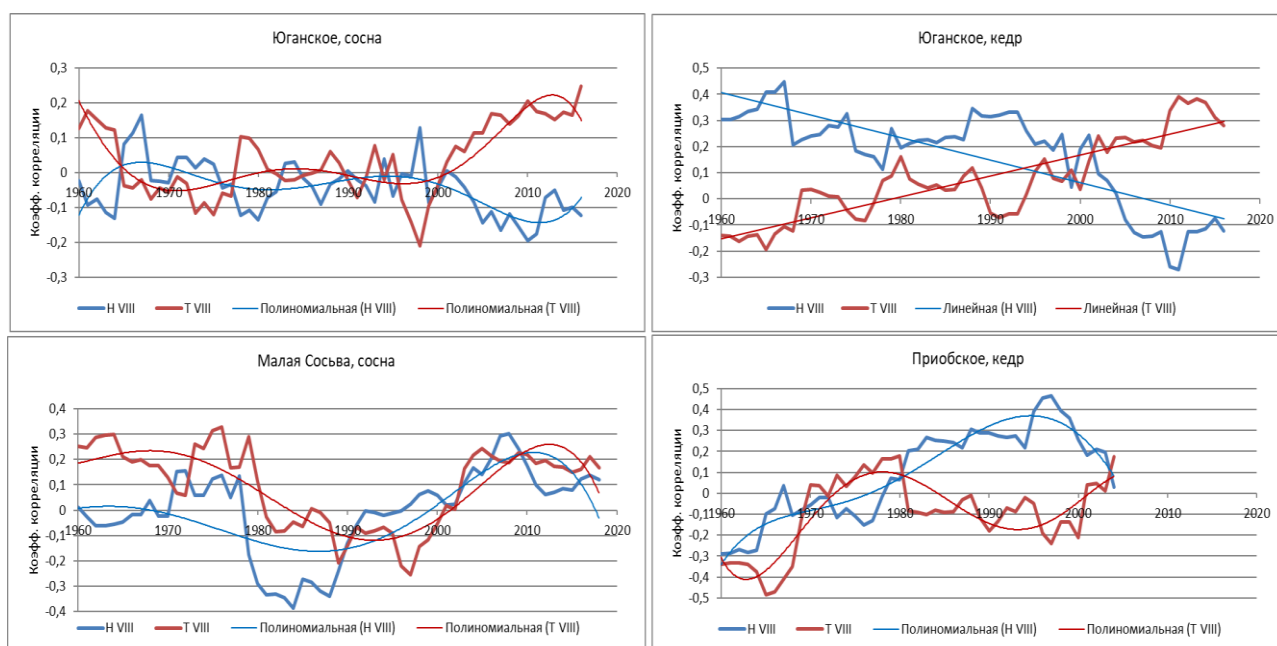 Юганское, сосна
Коэфф. корреляции
0,3
0,2
0,1
0
-0,1
-0,2
-0,3
1960
1970
1980
1990
2000
2010
2020
H VIII
T VIII
Полиномиальная (H VIII)
Полиномиальная (T VIII)
Юганское, кедр
Коэфф. корреляции
0,5
0,4
0,3
0,2
0,1
0
-0,1
-0,2
-0,3
1960
1970
1980
1990
2000
2010
2020
H VIII
T VIII
Линейная (H VIII)
Линейная (T VIII)
Малая Сосьва, сосна
Коэфф. корреляции
0,4
0,3
0,2
0,1
0
-0,1
-0,2
-0,3
-0,4
1960
1970
1980
1990
2000
2010
2020
H VIII
T VIII
Полиномиальная (H VIII)
Полиномиальная (T VIII)
Приобское, кедр
Коэфф. корреляции
0,5
0,4
0,3
0,2
0,1
0
-0,1
-0,2
-0,3
-0,4
-0,5
1960
1970
1980
1990
2000
2010
2020
H VIII
T VIII
Полиномиальная (H VIII)
Полиномиальная (T VIII)